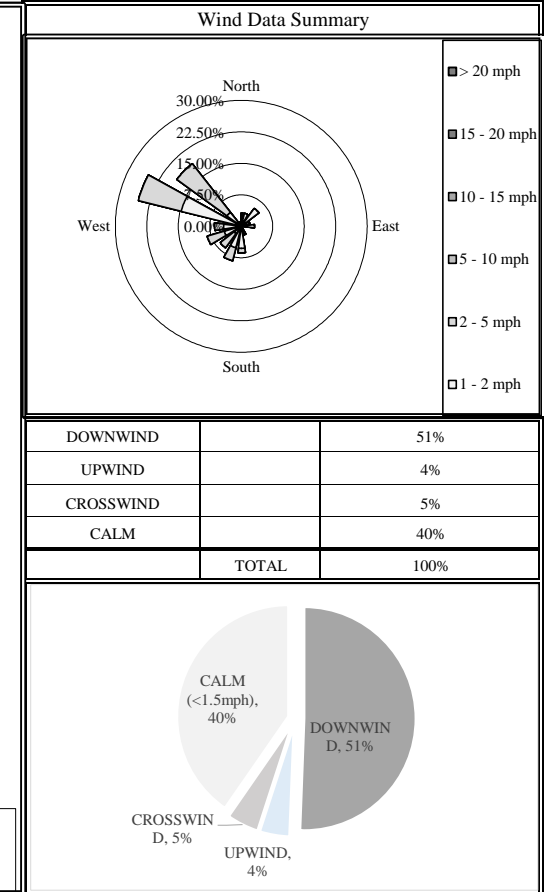 Wind Data Summary
North
30.00%
22.50%
15.00%
7.50%
0.00%
West
East
South
> 20 mph
15 - 20 mph
10 - 15 mph
5 - 10 mph
2 - 5 mph
1 - 2 mph
DOWNWIND 51%
UPWIND 4%
CROSSWIND 5%
CALM 40%
TOTAL 100%
CALM
(<1.5mph),
40%
DOWNWIN
D, 51%
CROSSWIN
D, 5%
UPWIND,
4%